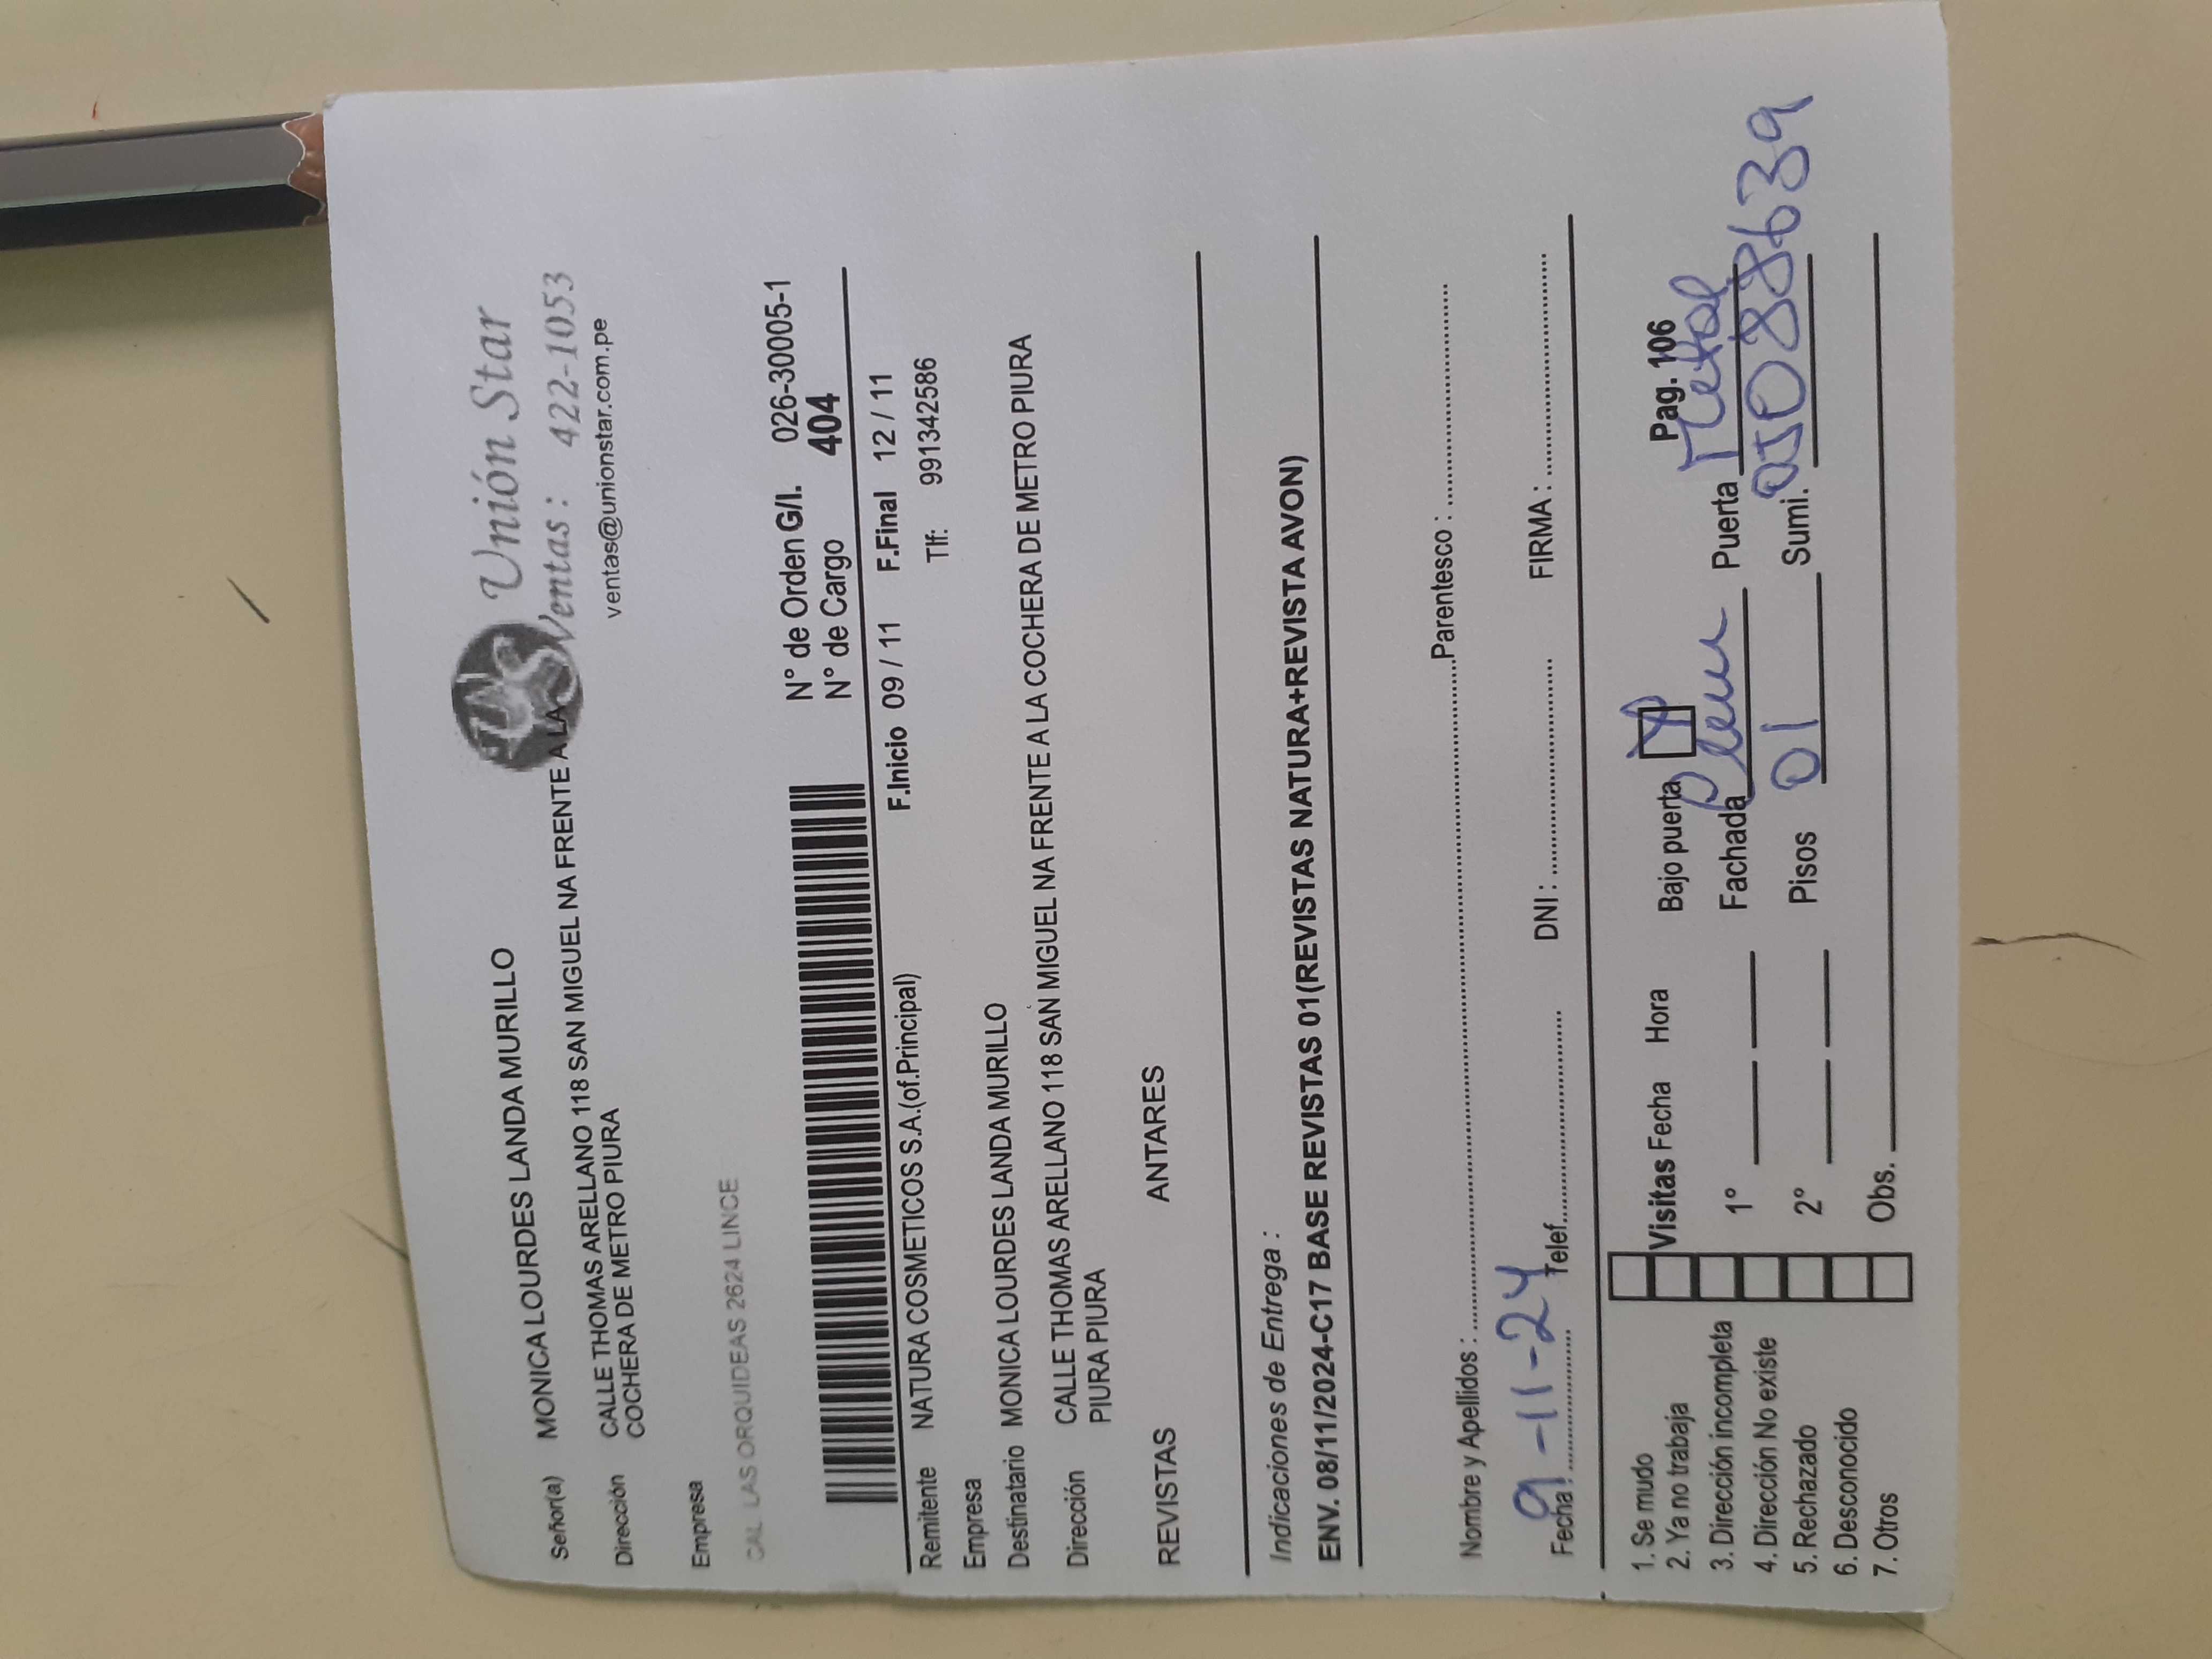 Unión Star
Ventas: 422-1053
ventas@unionstar.com.pe
Señor(a) MONICA LOURDES LANDA MURILLO
Dirección CALLE THOMAS ARELLANO 118 SAN MIGUEL NA FRENTE A LA
COCHERA DE METRO PIURA
Empresa
CAL LAS ORQUIDEAS 2624 LINCE
N° de Orden G/I. 026-30005-1
N° de Cargo 404
F.Inicio 09 / 11 F.Final 12 / 11
Remitente NATURA COSMETICOS S.A.(of.Principal) Tlf: 991342586
Empresa
Destinatario MONICA LOURDES LANDA MURILLO
Dirección CALLE THOMAS ARELLANO 118 SAN MIGUEL NA FRENTE A LA COCHERA DE METRO PIURA
PIURA PIURA
REVISTAS ANTARES
Indicaciones de Entrega :
ENV. 08/11/2024-C17 BASE REVISTAS 01(REVISTAS NATURA+REVISTA AVON)
Nombre y Apellidos : Parentesco :
Fecha: 9-11-24 Telef. DNI : FIRMA :
1. Se mudo
2. Ya no trabaja
3. Dirección incompleta
4. Dirección No existe
5. Rechazado
6. Desconocido
7. Otros
Visitas Fecha Hora
1°
2°
Obs.
Bajo puerta Pag. 106
Fachada Puerta Metal
Pisos 01 Sumi.